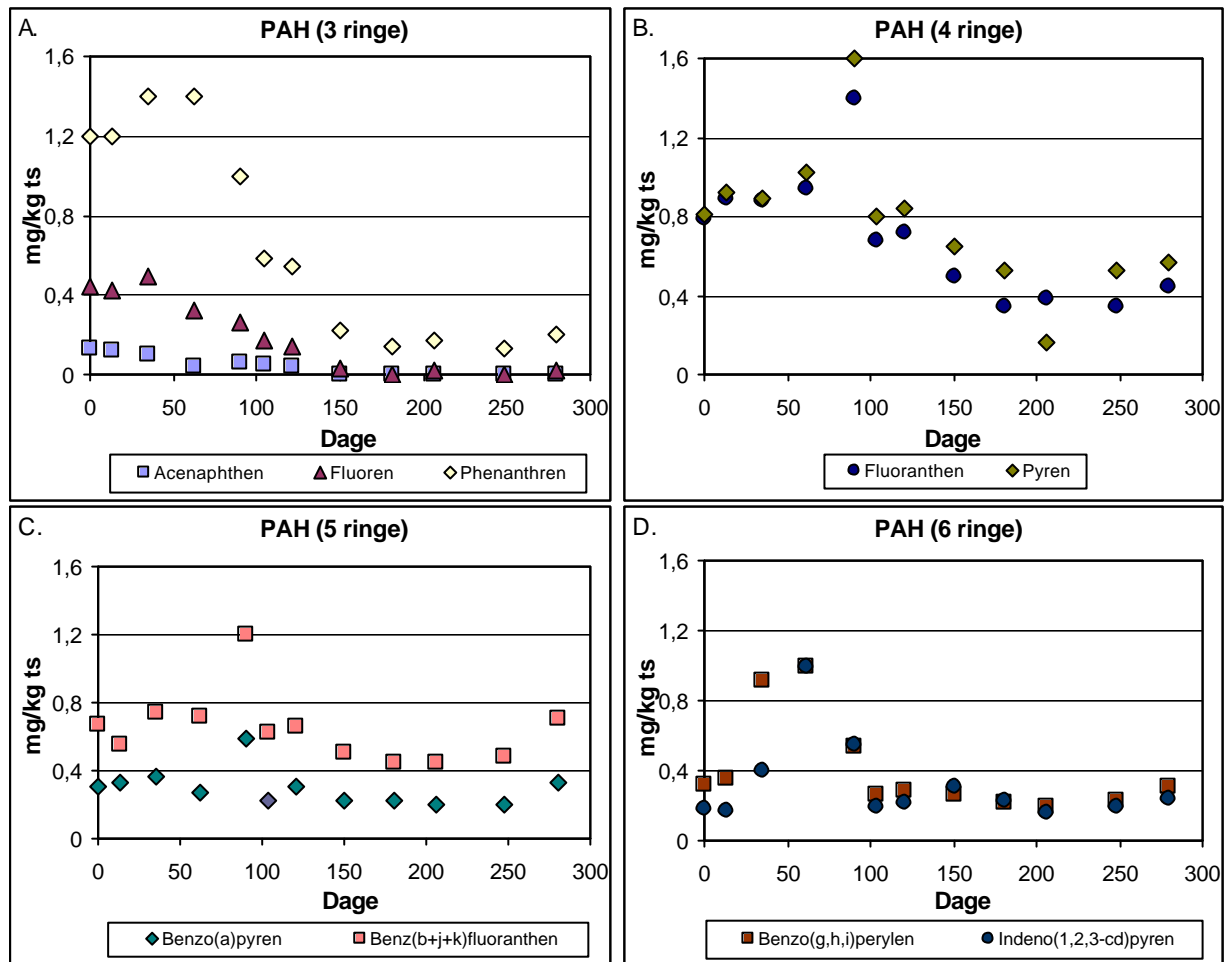 A.
PAH (3 ringe)
mg/kg ts
1,6
1,2
0,8
0,4
0
0 50 100 150 200 250 300
Dage
Acenaphthen Fluoren Phenanthren
B.
PAH (4 ringe)
mg/kg ts
1,6
1,2
0,8
0,4
0
0 50 100 150 200 250 300
Dage
Fluoranthen Pyren
C.
PAH (5 ringe)
mg/kg ts
1,6
1,2
0,8
0,4
0
0 50 100 150 200 250 300
Dage
Benzo(a)pyren Benz(b+j+k)fluoranthen
D.
PAH (6 ringe)
mg/kg ts
1,6
1,2
0,8
0,4
0
0 50 100 150 200 250 300
Dage
Benzo(g,h,i)perylen Indeno(1,2,3-cd)pyren